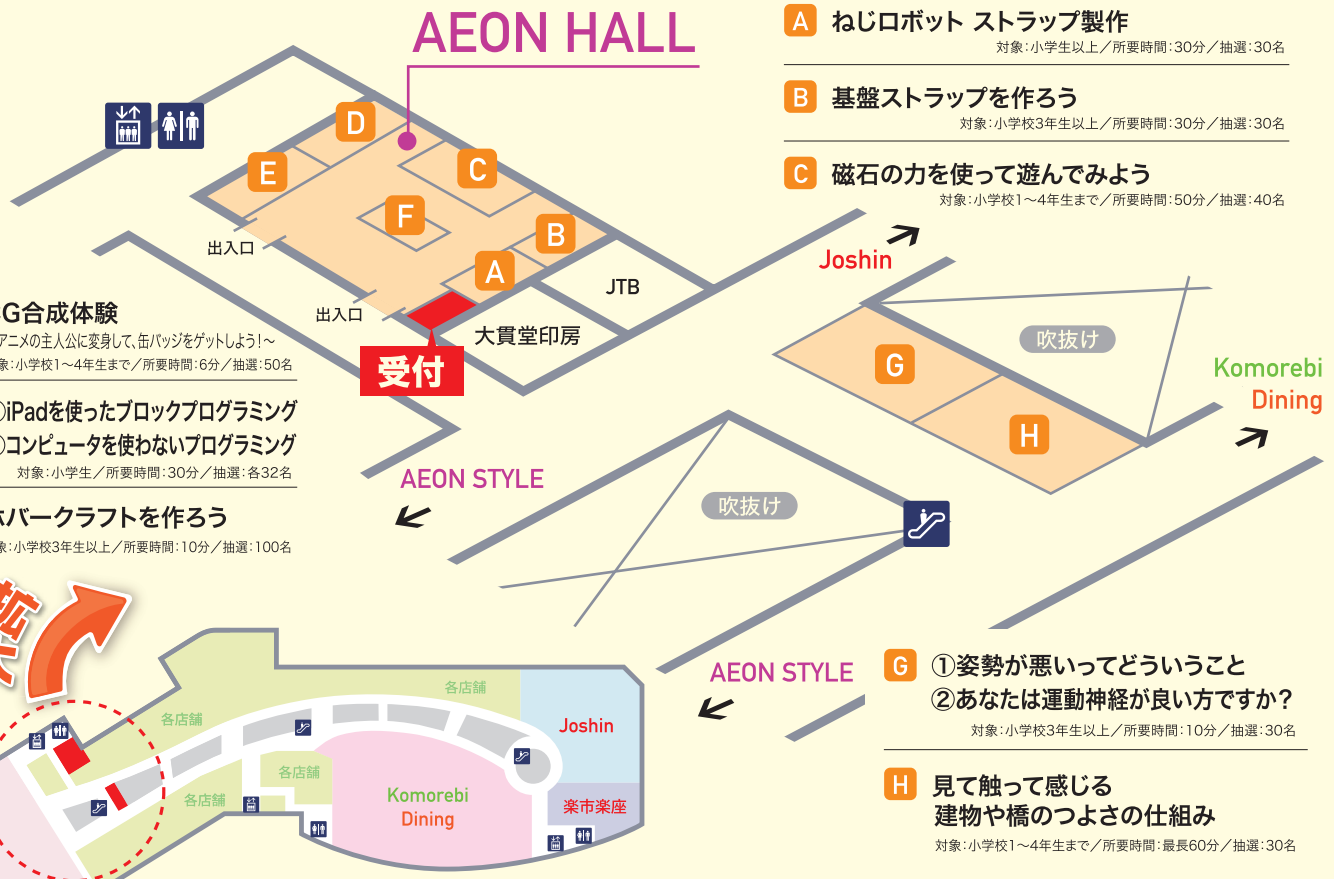 AEON HALL
A ねじロボット ストラップ製作
対象：小学生以上／所要時間：30分／抽選：30名
B 基盤ストラップを作ろう
対象：小学校3年生以上／所要時間：30分／抽選：30名
C 磁石の力を使って遊んでみよう
対象：小学校1〜4年生まで／所要時間：50分／抽選：40名
D
E
C
F
B
A
出入口
出入口
JTB
大貫堂印房
受付
Joshin
吹抜け
G
H
Komorebi
Dining
G合成体験
アニメの主人公に変身して、缶バッジをゲットしよう！〜
象：小学校1〜4年生まで／所要時間：6分／抽選：50名
iPadを使ったブロックプログラミング
コンピュータを使わないプログラミング
対象：小学生／所要時間：30分／抽選：各32名
バークラフトを作ろう
象：小学校3年生以上／所要時間：10分／抽選：100名
AEON STYLE
吹抜け
AEON STYLE
拡大
各店舗
各店舗
各店舗
各店舗
Joshin
Komorebi
Dining
楽市楽座
G ①姿勢が悪いってどういうこと
②あなたは運動神経が良い方ですか？
対象：小学校3年生以上／所要時間：10分／抽選：30名
H 見て触って感じる
建物や橋のつよさの仕組み
対象：小学校1〜4年生まで／所要時間：最長60分／抽選：30名